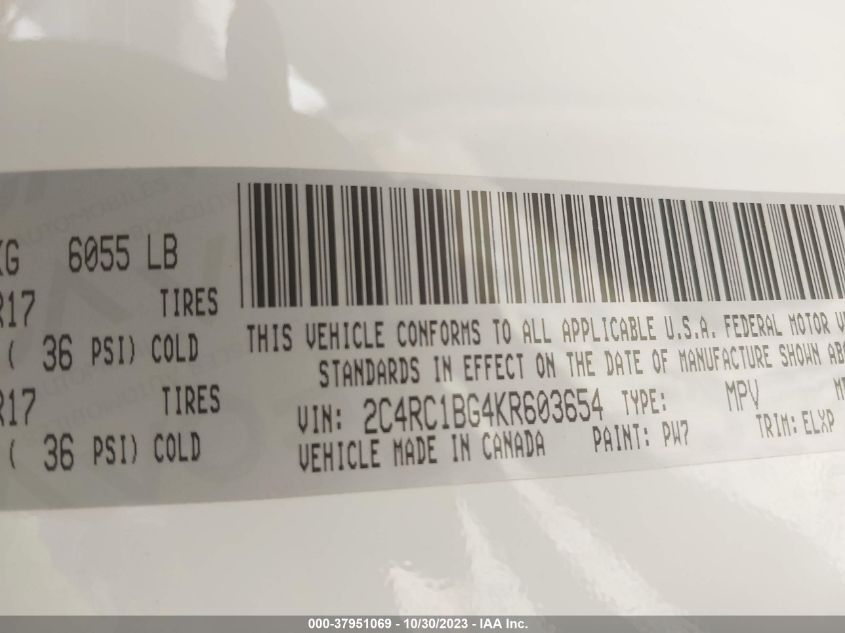 KG 6055 LB
R17 TIRES
( 36 PSI) COLD
R17 TIRES
( 36 PSI) COLD
THIS VEHICLE CONFORMS TO ALL APPLICABLE U.S.A. FEDERAL MOTOR
STANDARDS IN EFFECT ON THE DATE OF MANUFACTURE SHOWN
VIN: 2C4RC1BG4KR603654 TYPE: MPV
VEHICLE MADE IN CANADA PAINT: PW7 TRIM: ELXP
000-37951069 - 10/30/2023 - IAA Inc.